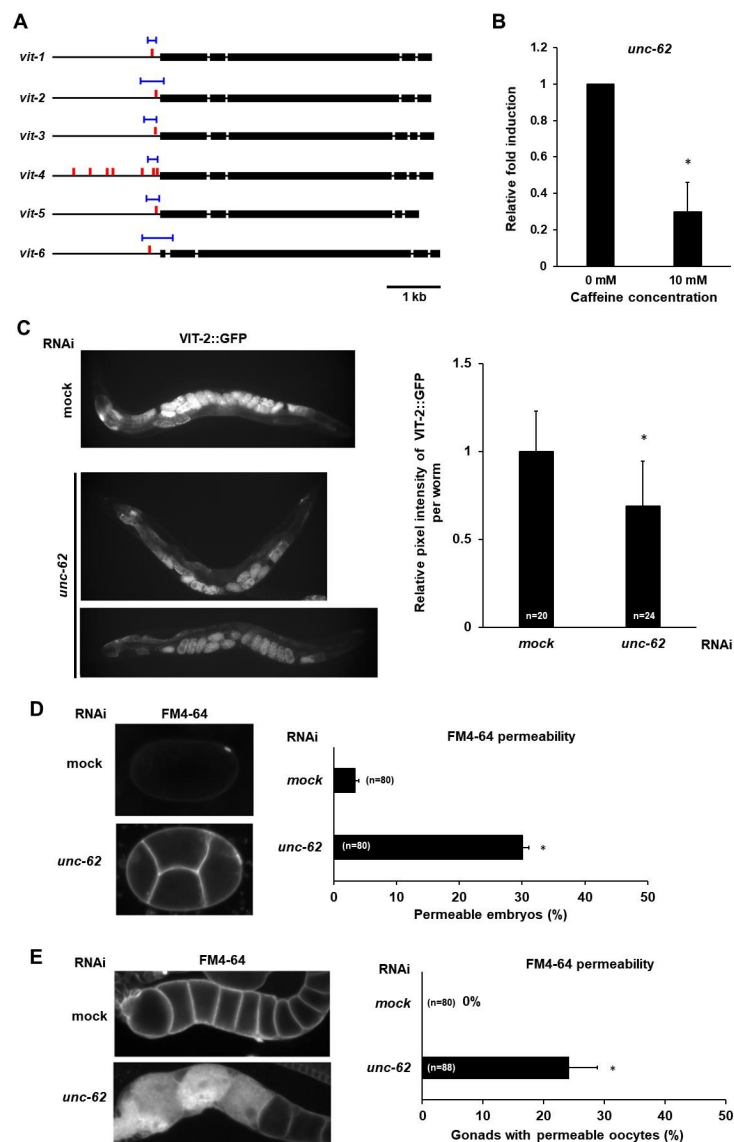 A
vit-1
vit-2
vit-3
vit-4
vit-5
vit-6
1 kb
B
unc-62
Relative fold induction
1.2
1
0.8
0.6
0.4
0.2
0
*
0 mM
10 mM
Caffeine concentration
C
RNAi
VIT-2::GFP
mock
unc-62
Relative pixel intensity of VIT-2::GFP
per worm
1.5
1
0.5
0
*
n=20
n=24
mock
unc-62
RNAi
D
RNAi
FM4-64
mock
unc-62
RNAi
FM4-64 permeability
mock
(n=80)
unc-62
(n=80)
*
0
10
20
30
40
50
Permeable embryos (%)
E
RNAi
FM4-64
mock
unc-62
RNAi
FM4-64 permeability
mock
(n=80) 0%
unc-62
(n=88)
*
0
10
20
30
40
50
Gonads with permeable oocytes (%)